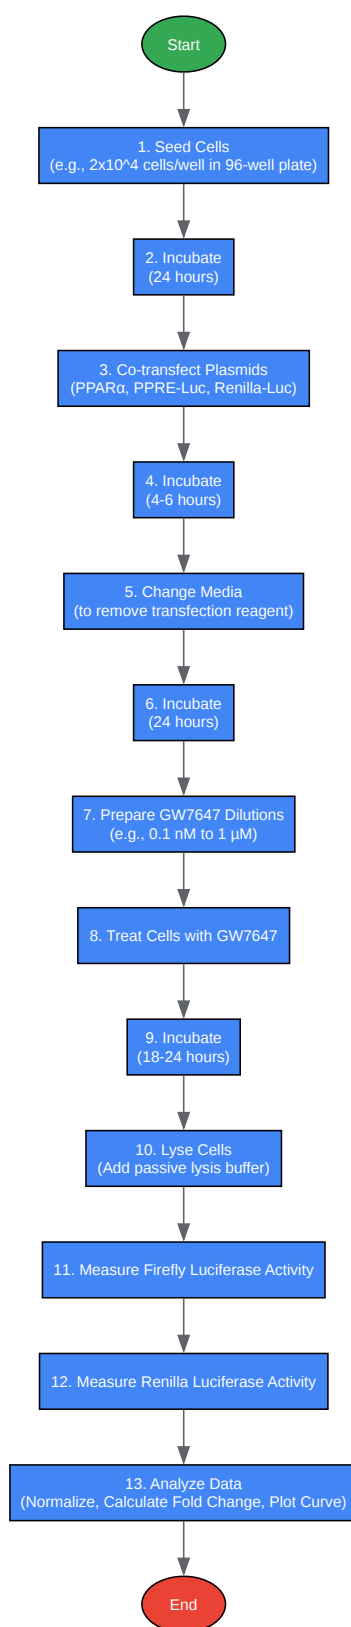 Start
1. Seed Cells
(e.g., 2x10^4 cells/well in 96-well plate)
2. Incubate
(24 hours)
3. Co-transfect Plasmids
(PPARα, PPRE-Luc, Renilla-Luc)
4. Incubate
(4-6 hours)
5. Change Media
(to remove transfection reagent)
6. Incubate
(24 hours)
7. Prepare GW7647 Dilutions
(e.g., 0.1 nM to 1 µM)
8. Treat Cells with GW7647
9. Incubate
(18-24 hours)
10. Lyse Cells
(Add passive lysis buffer)
11. Measure Firefly Luciferase Activity
12. Measure Renilla Luciferase Activity
13. Analyze Data
(Normalize, Calculate Fold Change, Plot Curve)
End